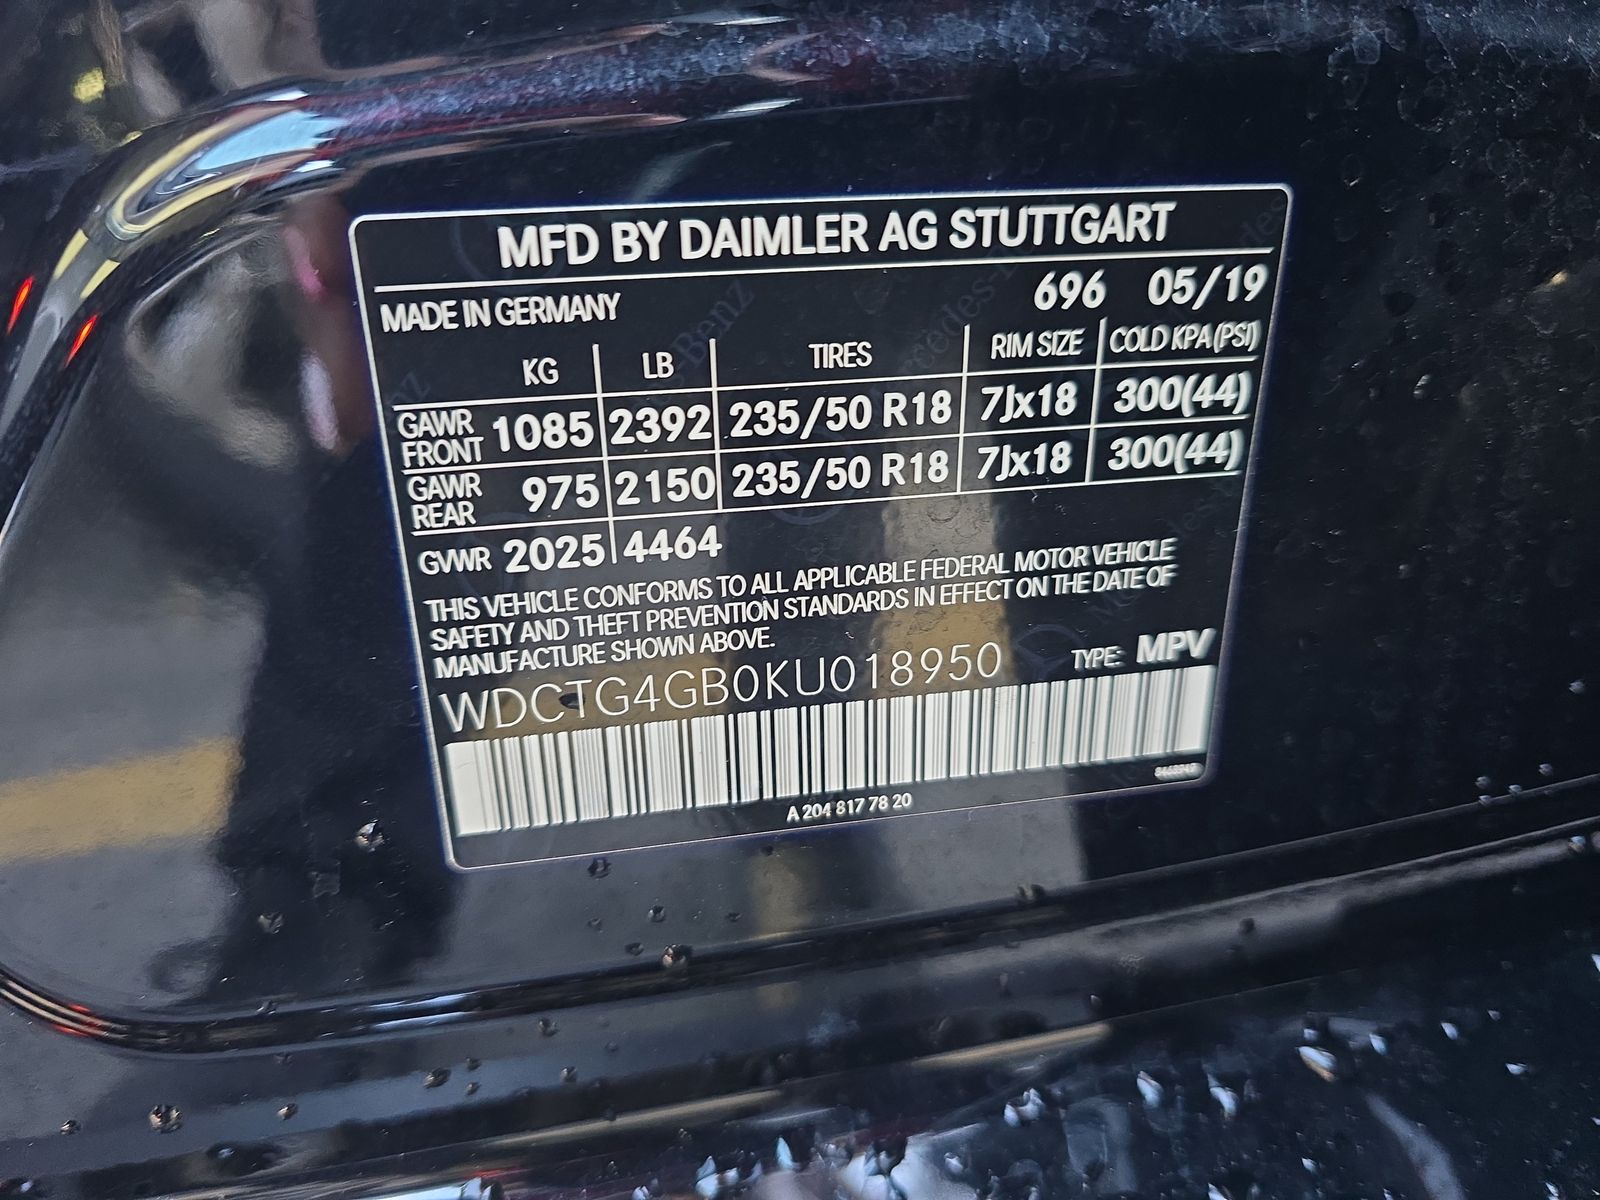 MFD BY DAIMLER AG STUTTGART
MADE IN GERMANY 696 05/19
KG LB TIRES RIM SIZE COLD KPA(PSI)
GAWR FRONT 1085 2392 235/50 R18 7Jx18 300(44)
GAWR REAR 975 2150 235/50 R18 7Jx18 300(44)
GVWR 2025 4464
THIS VEHICLE CONFORMS TO ALL APPLICABLE FEDERAL MOTOR VEHICLE
SAFETY AND THEFT PREVENTION STANDARDS IN EFFECT ON THE DATE OF
MANUFACTURE SHOWN ABOVE.
WDCTG4GB0KU018950 TYPE: MPV
A 204 817 78 20